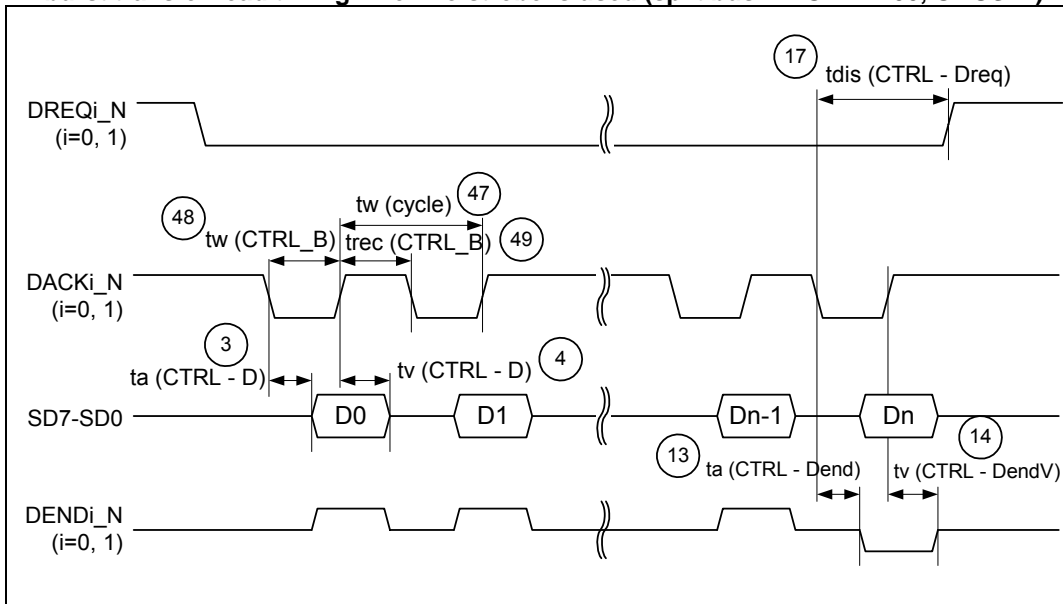 17
tdis (CTRL - Dreq)
DREQi_N
(i=0, 1)
47
tw (cycle)
48
tw (CTRL_B)
trec (CTRL_B)
49
DACKi_N
(i=0, 1)
3
ta (CTRL - D)
tv (CTRL - D)
4
SD7-SD0
D0
D1
Dn-1
Dn
13
ta (CTRL - Dend)
14
tv (CTRL - DendV)
DENDi_N
(i=0, 1)